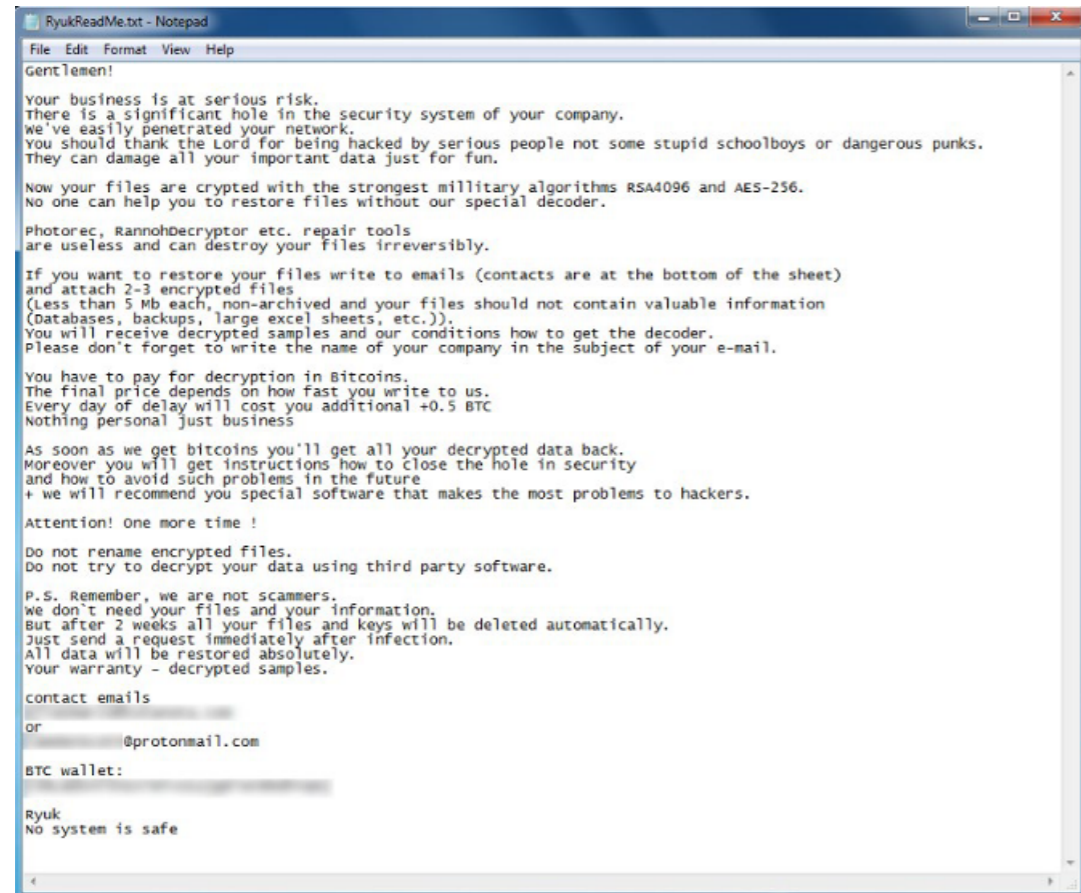 RyukReadMe.txt - Notepad
File Edit Format View Help
Gentlemen!
Your business is at serious risk.
There is a significant hole in the security system of your company.
We've easily penetrated your network.
You should thank the Lord for being hacked by serious people not some stupid schoolboys or dangerous punks.
They can damage all your important data just for fun.
Now your files are crypted with the strongest millitary algorithms RSA4096 and AES-256.
No one can help you to restore files without our special decoder.
Photorec, RannohDecryptor etc. repair tools
are useless and can destroy your files irreversibly.
If you want to restore your files write to emails (contacts are at the bottom of the sheet)
and attach 2-3 encrypted files
(Less than 5 Mb each, non-archived and your files should not contain valuable information
(Databases, backups, large excel sheets, etc.)).
You will receive decrypted samples and our conditions how to get the decoder.
Please don't forget to write the name of your company in the subject of your e-mail.
You have to pay for decryption in Bitcoins.
The final price depends on how fast you write to us.
Every day of delay will cost you additional +0.5 BTC
Nothing personal just business
As soon as we get bitcoins you'll get all your decrypted data back.
Moreover you will get instructions how to close the hole in security
and how to avoid such problems in the future
+ we will recommend you special software that makes the most problems to hackers.
Attention! One more time !
Do not rename encrypted files.
Do not try to decrypt your data using third party software.
P.S. Remember, we are not scammers.
We don`t need your files and your information.
But after 2 weeks all your files and keys will be deleted automatically.
Just send a request immediately after infection.
All data will be restored absolutely.
Your warranty - decrypted samples.
contact emails
or
@protonmail.com
BTC wallet:
Ryuk
No system is safe